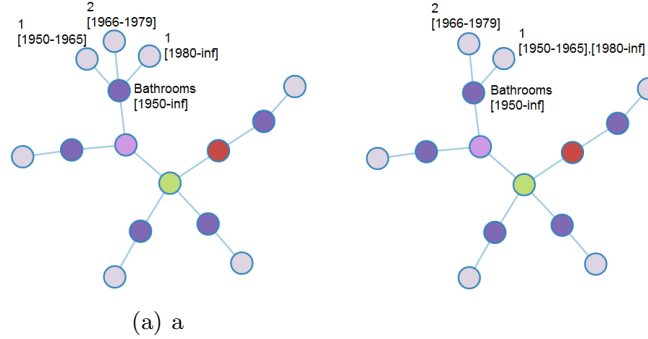 1
[1950-1965]
2
[1966-1979]
1
[1980-inf]
Bathrooms
[1950-inf]
2
[1966-1979]
1
[1950-1965],[1980-inf]
Bathrooms
[1950-inf]
(a) a